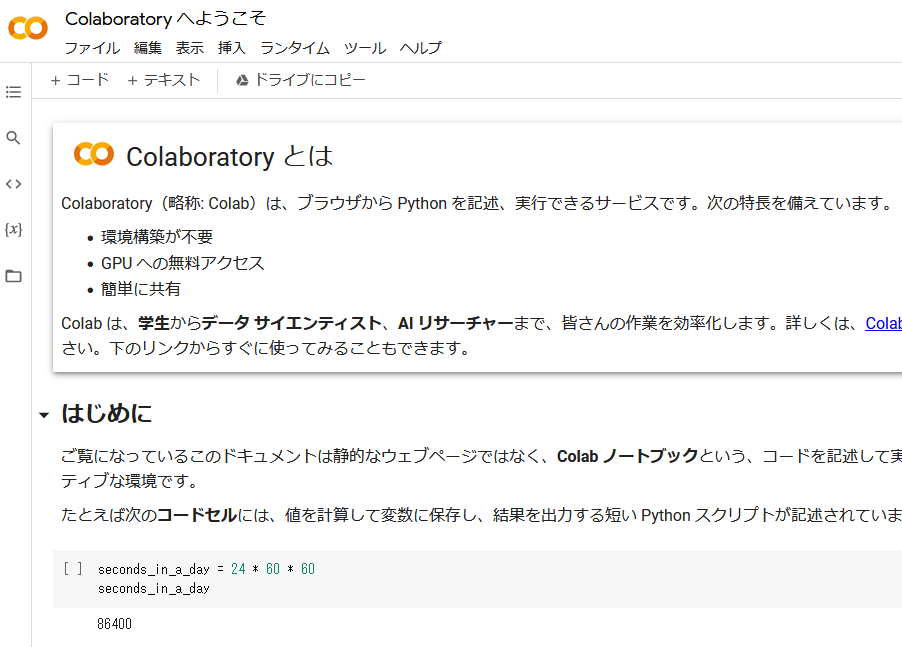 Colaboratory へようこそ
ファイル 編集 表示 挿入 ランタイム ツール ヘルプ
+ コード + テキスト ドライブにコピー
Colaboratory とは
Colaboratory（略称: Colab）は、ブラウザから Python を記述、実行できるサービスです。次の特長を備えています。
環境構築が不要
GPU への無料アクセス
簡単に共有
Colab は、学生からデータ サイエンティスト、AI リサーチャーまで、皆さんの作業を効率化します。詳しくは、Colab
さい。下のリンクからすぐに使ってみることもできます。
はじめに
ご覧になっているこのドキュメントは静的なウェブページではなく、Colab ノートブックという、コードを記述して実
ティブな環境です。
たとえば次のコードセルには、値を計算して変数に保存し、結果を出力する短い Python スクリプトが記述されていま
[ ] seconds_in_a_day = 24 * 60 * 60
seconds_in_a_day
86400